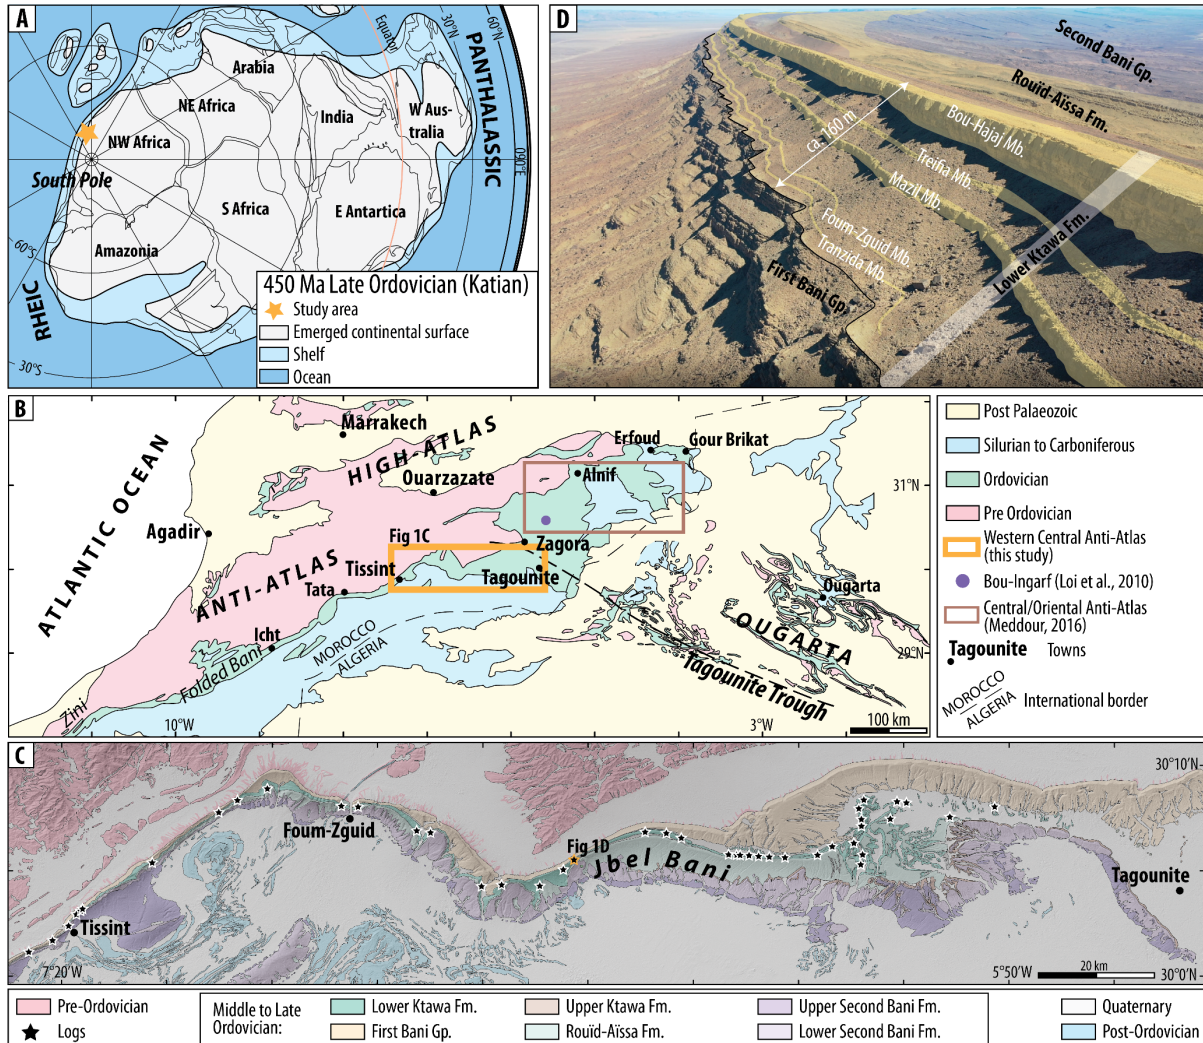 A
Equator
30°N
60°N
PANTHALASSIC
Arabia
NE Africa
India
W Aus-
tralia
NW Africa
090°E
South Pole
S Africa
E Antartica
Amazonia
60°S
RHEIC
30°S
450 Ma Late Ordovician (Katian)
Study area
Emerged continental surface
Shelf
Ocean
D
Second Bani Gp.
Rouïd-Aïssa Fm.
Bou-Hajaj Mb.
ca. 160 m
Treifia Mb.
Mazil Mb.
Foum-Zguid Mb.
Tranzida Mb.
Lower Ktawa Fm.
First Bani Gp.
B
Marrakech
HIGH-ATLAS
Erfoud
Gour Brikat
Ouarzazate
Alnif
31°N
ATLANTIC OCEAN
Agadir
Fig 1C
Zagora
Tissint
Tagounite
ANTI-ATLAS
Tata
Ougarta
Icht
MOROCCO
ALGERIA
OUGARTA
29°N
Folded Bani
Tagounite Trough
Zini
10°W
3°W
100 km
Post Palaeozoic
Silurian to Carboniferous
Ordovician
Pre Ordovician
Western Central Anti-Atlas
(this study)
Bou-Ingarf (Loi et al., 2010)
Central/Oriental Anti-Atlas
(Meddour, 2016)
Tagounite Towns
MOROCCO
ALGERIA
International border
C
30°10'N
Foum-Zguid
Fig 1D
Jbel Bani
Tagounite
Tissint
7°20'W
5°50'W
20 km
30°0'N
Pre-Ordovician
Logs
Middle to Late
Ordovician:
Lower Ktawa Fm.
First Bani Gp.
Upper Ktawa Fm.
Rouïd-Aïssa Fm.
Upper Second Bani Fm.
Lower Second Bani Fm.
Quaternary
Post-Ordovician